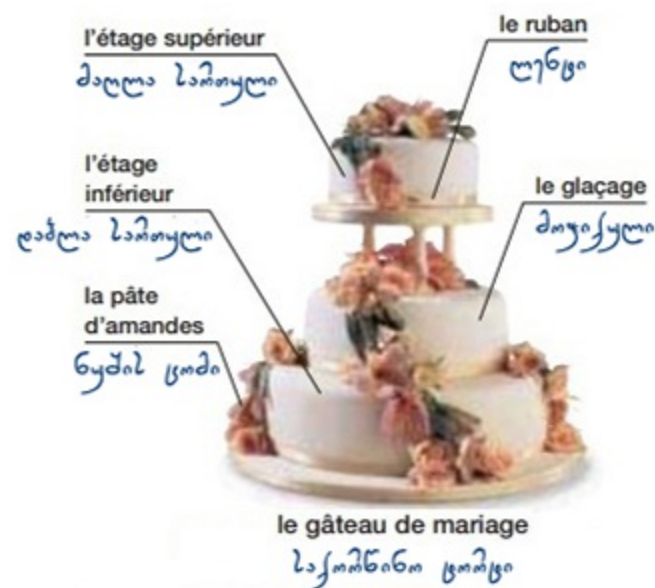 l'étage supérieur
მაღლა სართული
le ruban
ლენტი
l'étage
inférieur
დაბლა სართული
le glaçage
მოჟიქული
la pâte
d'amandes
ნუშის ცომი
le gâteau de mariage
საქორწინო ტორტი